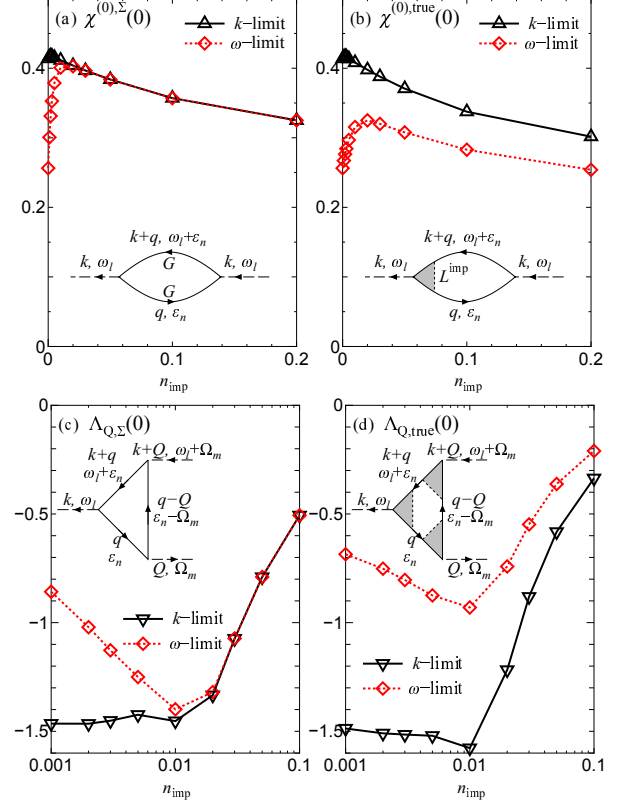 (a) χ^(0),Σ(0)
k−limit
ω−limit
0.4
0.2
0
k+q, ω_l+ε_n
G
k, ω_l
k, ω_l
G
q, ε_n
0
0.1
0.2
n_imp
(b) χ^(0),true(0)
k−limit
ω−limit
0.4
0.2
0
k+q, ω_l+ε_n
k, ω_l
L^imp
k, ω_l
q, ε_n
0
0.1
0.2
n_imp
0
−0.5
−1
−1.5
(c) Λ_Q,Σ(0)
k+q
ω_l+ε_n
k+Q, ω_l+Ω_m
k, ω_l
q−Q
ε_n−Ω_m
q
ε_n
Q, Ω_m
k−limit
ω−limit
0.001
0.01
0.1
n_imp
0
−0.5
−1
−1.5
(d) Λ_Q,true(0)
k+q
ω_l+ε_n
k+Q, ω_l+Ω_m
k, ω_l
q−Q
ε_n−Ω_m
q
ε_n
Q, Ω_m
k−limit
ω−limit
0.001
0.01
0.1
n_imp